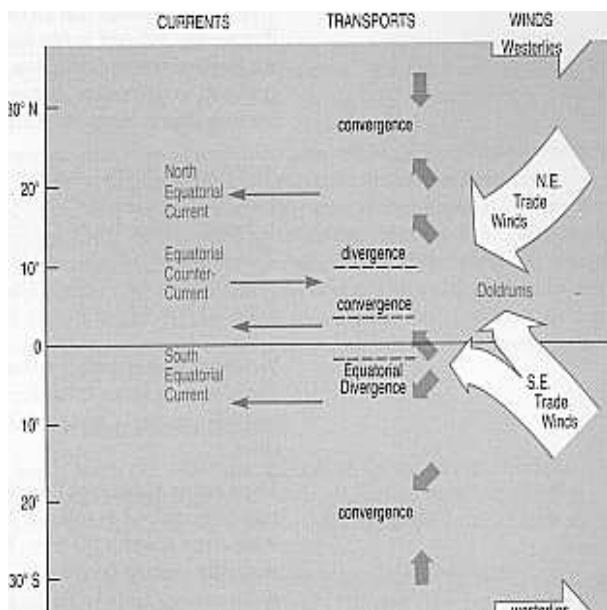 CURRENTS TRANSPORTS WINDS
Westerlies
30° N
convergence
North
Equatorial
Current
20°
N.E.
Trade
Winds
Equatorial
Counter-
Current
divergence
10°
Doldrums
convergence
0
South
Equatorial
Current
Equatorial
Divergence
S.E.
Trade
Winds
10°
20°
convergence
30° S
westerlies